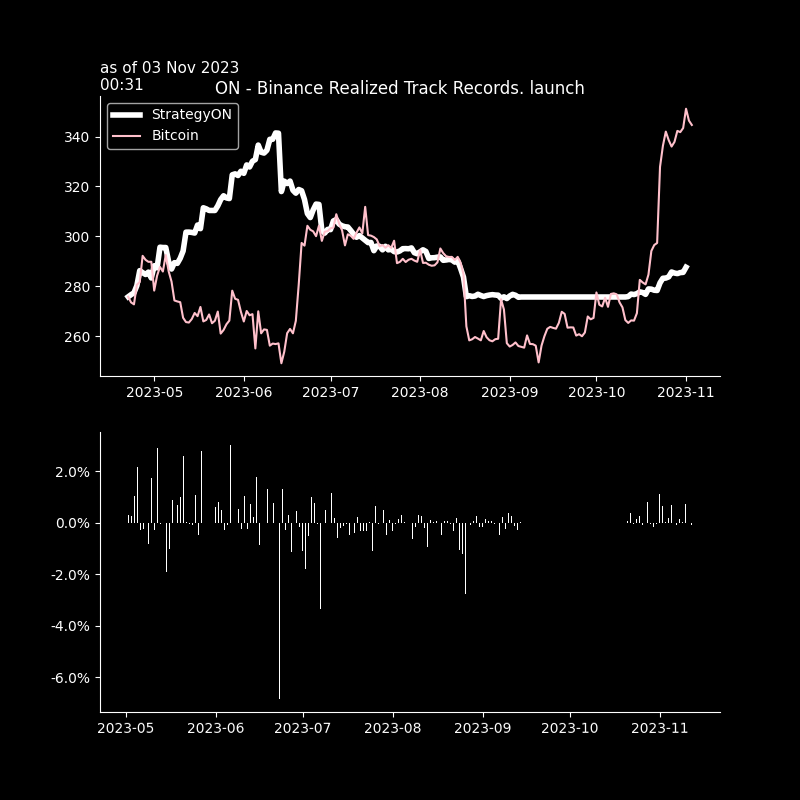 as of 03 Nov 2023
00:31
ON - Binance Realized Track Records. launch
StrategyON
Bitcoin
340
320
300
280
260
2023-05 2023-06 2023-07 2023-08 2023-09 2023-10 2023-11
2.0%
0.0%
-2.0%
-4.0%
-6.0%
2023-05 2023-06 2023-07 2023-08 2023-09 2023-10 2023-11